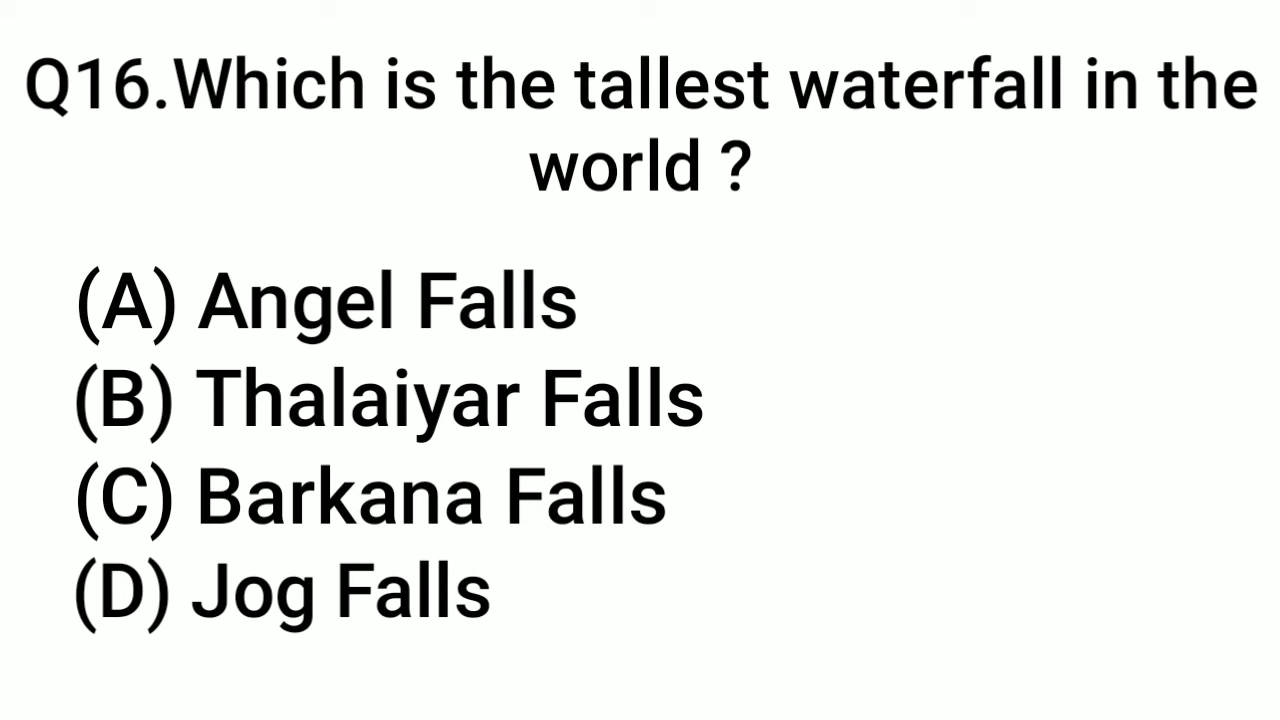 Q16.Which is the tallest waterfall in the
world ?
(A) Angel Falls
(B) Thalaiyar Falls
(C) Barkana Falls
(D) Jog Falls